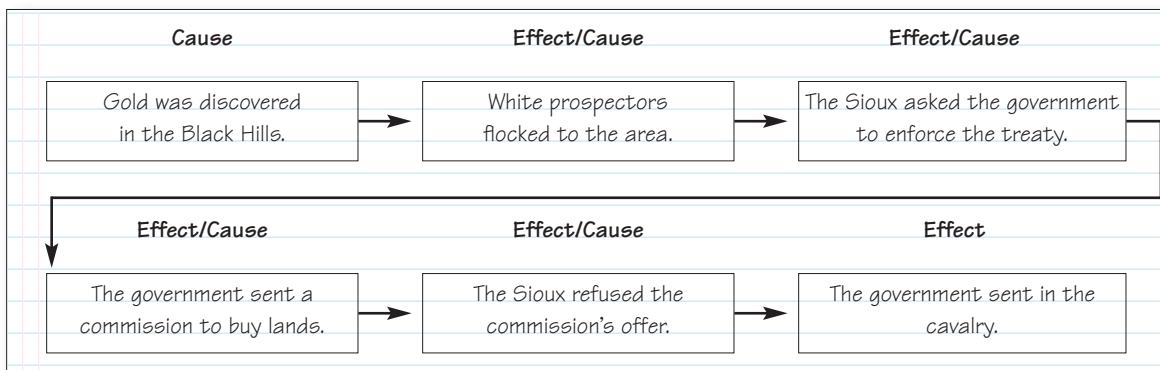 Cause
Effect/Cause
Effect/Cause
Gold was discovered
in the Black Hills.
White prospectors
flocked to the area.
The Sioux asked the government
to enforce the treaty.
Effect/Cause
Effect/Cause
Effect
The government sent a
commission to buy lands.
The Sioux refused the
commission's offer.
The government sent in the
cavalry.